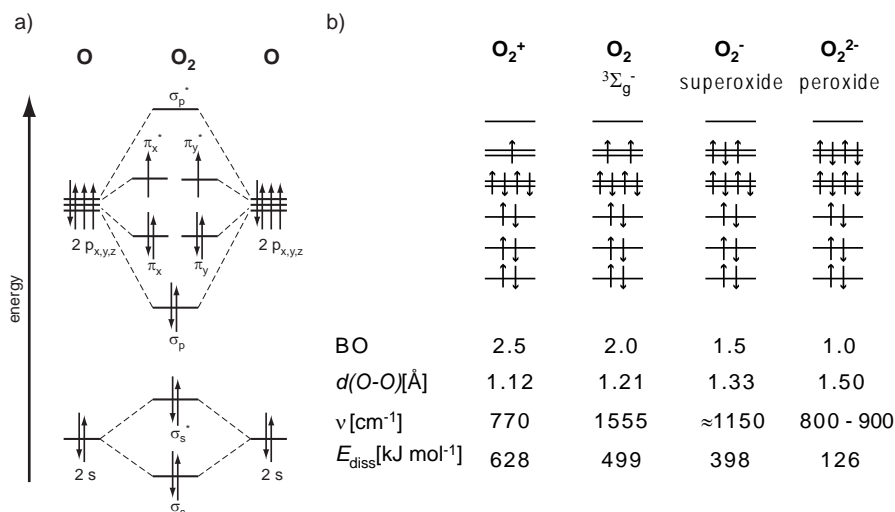 a)
O O₂ O
σp*
πx* πy*
2 px,y,z 2 px,y,z
πx πy
energy
σp
σs*
2 s 2 s
σs
b)
O₂⁺ O₂ O₂⁻ O₂²⁻
³Σg⁻ superoxide peroxide
BO 2.5 2.0 1.5 1.0
d(O-O)[Å] 1.12 1.21 1.33 1.50
ν [cm⁻¹] 770 1555 ≈1150 800 - 900
Ediss[kJ mol⁻¹] 628 499 398 126